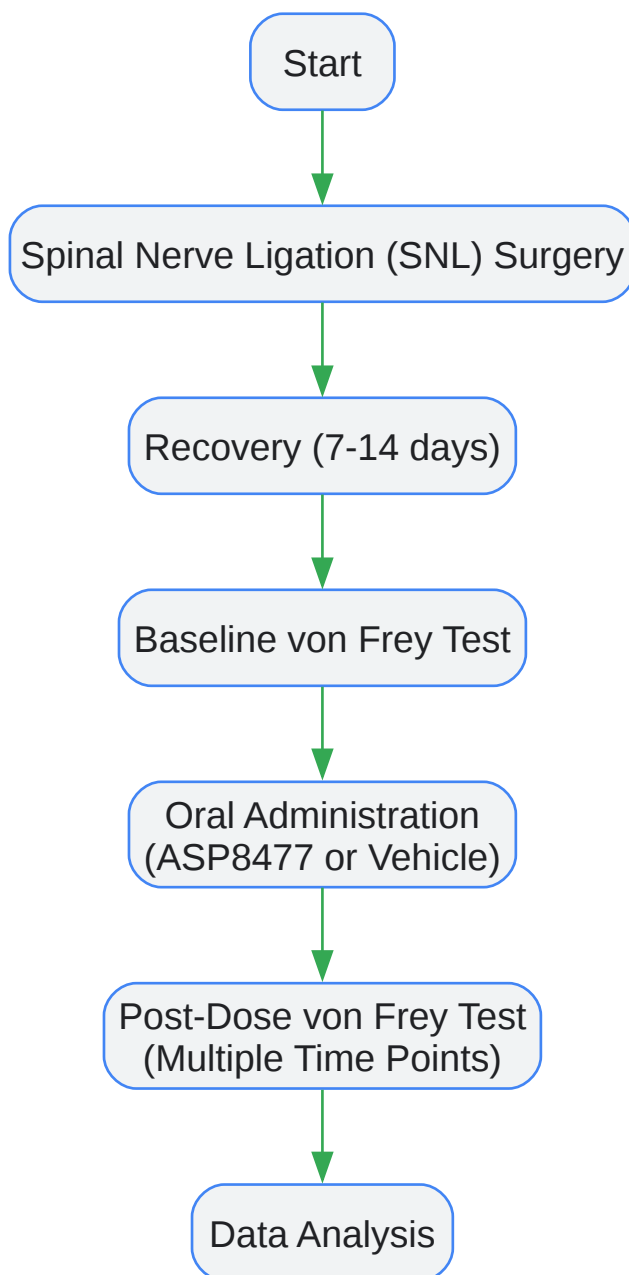 Start
Spinal Nerve Ligation (SNL) Surgery
Recovery (7-14 days)
Baseline von Frey Test
Oral Administration
(ASP8477 or Vehicle)
Post-Dose von Frey Test
(Multiple Time Points)
Data Analysis